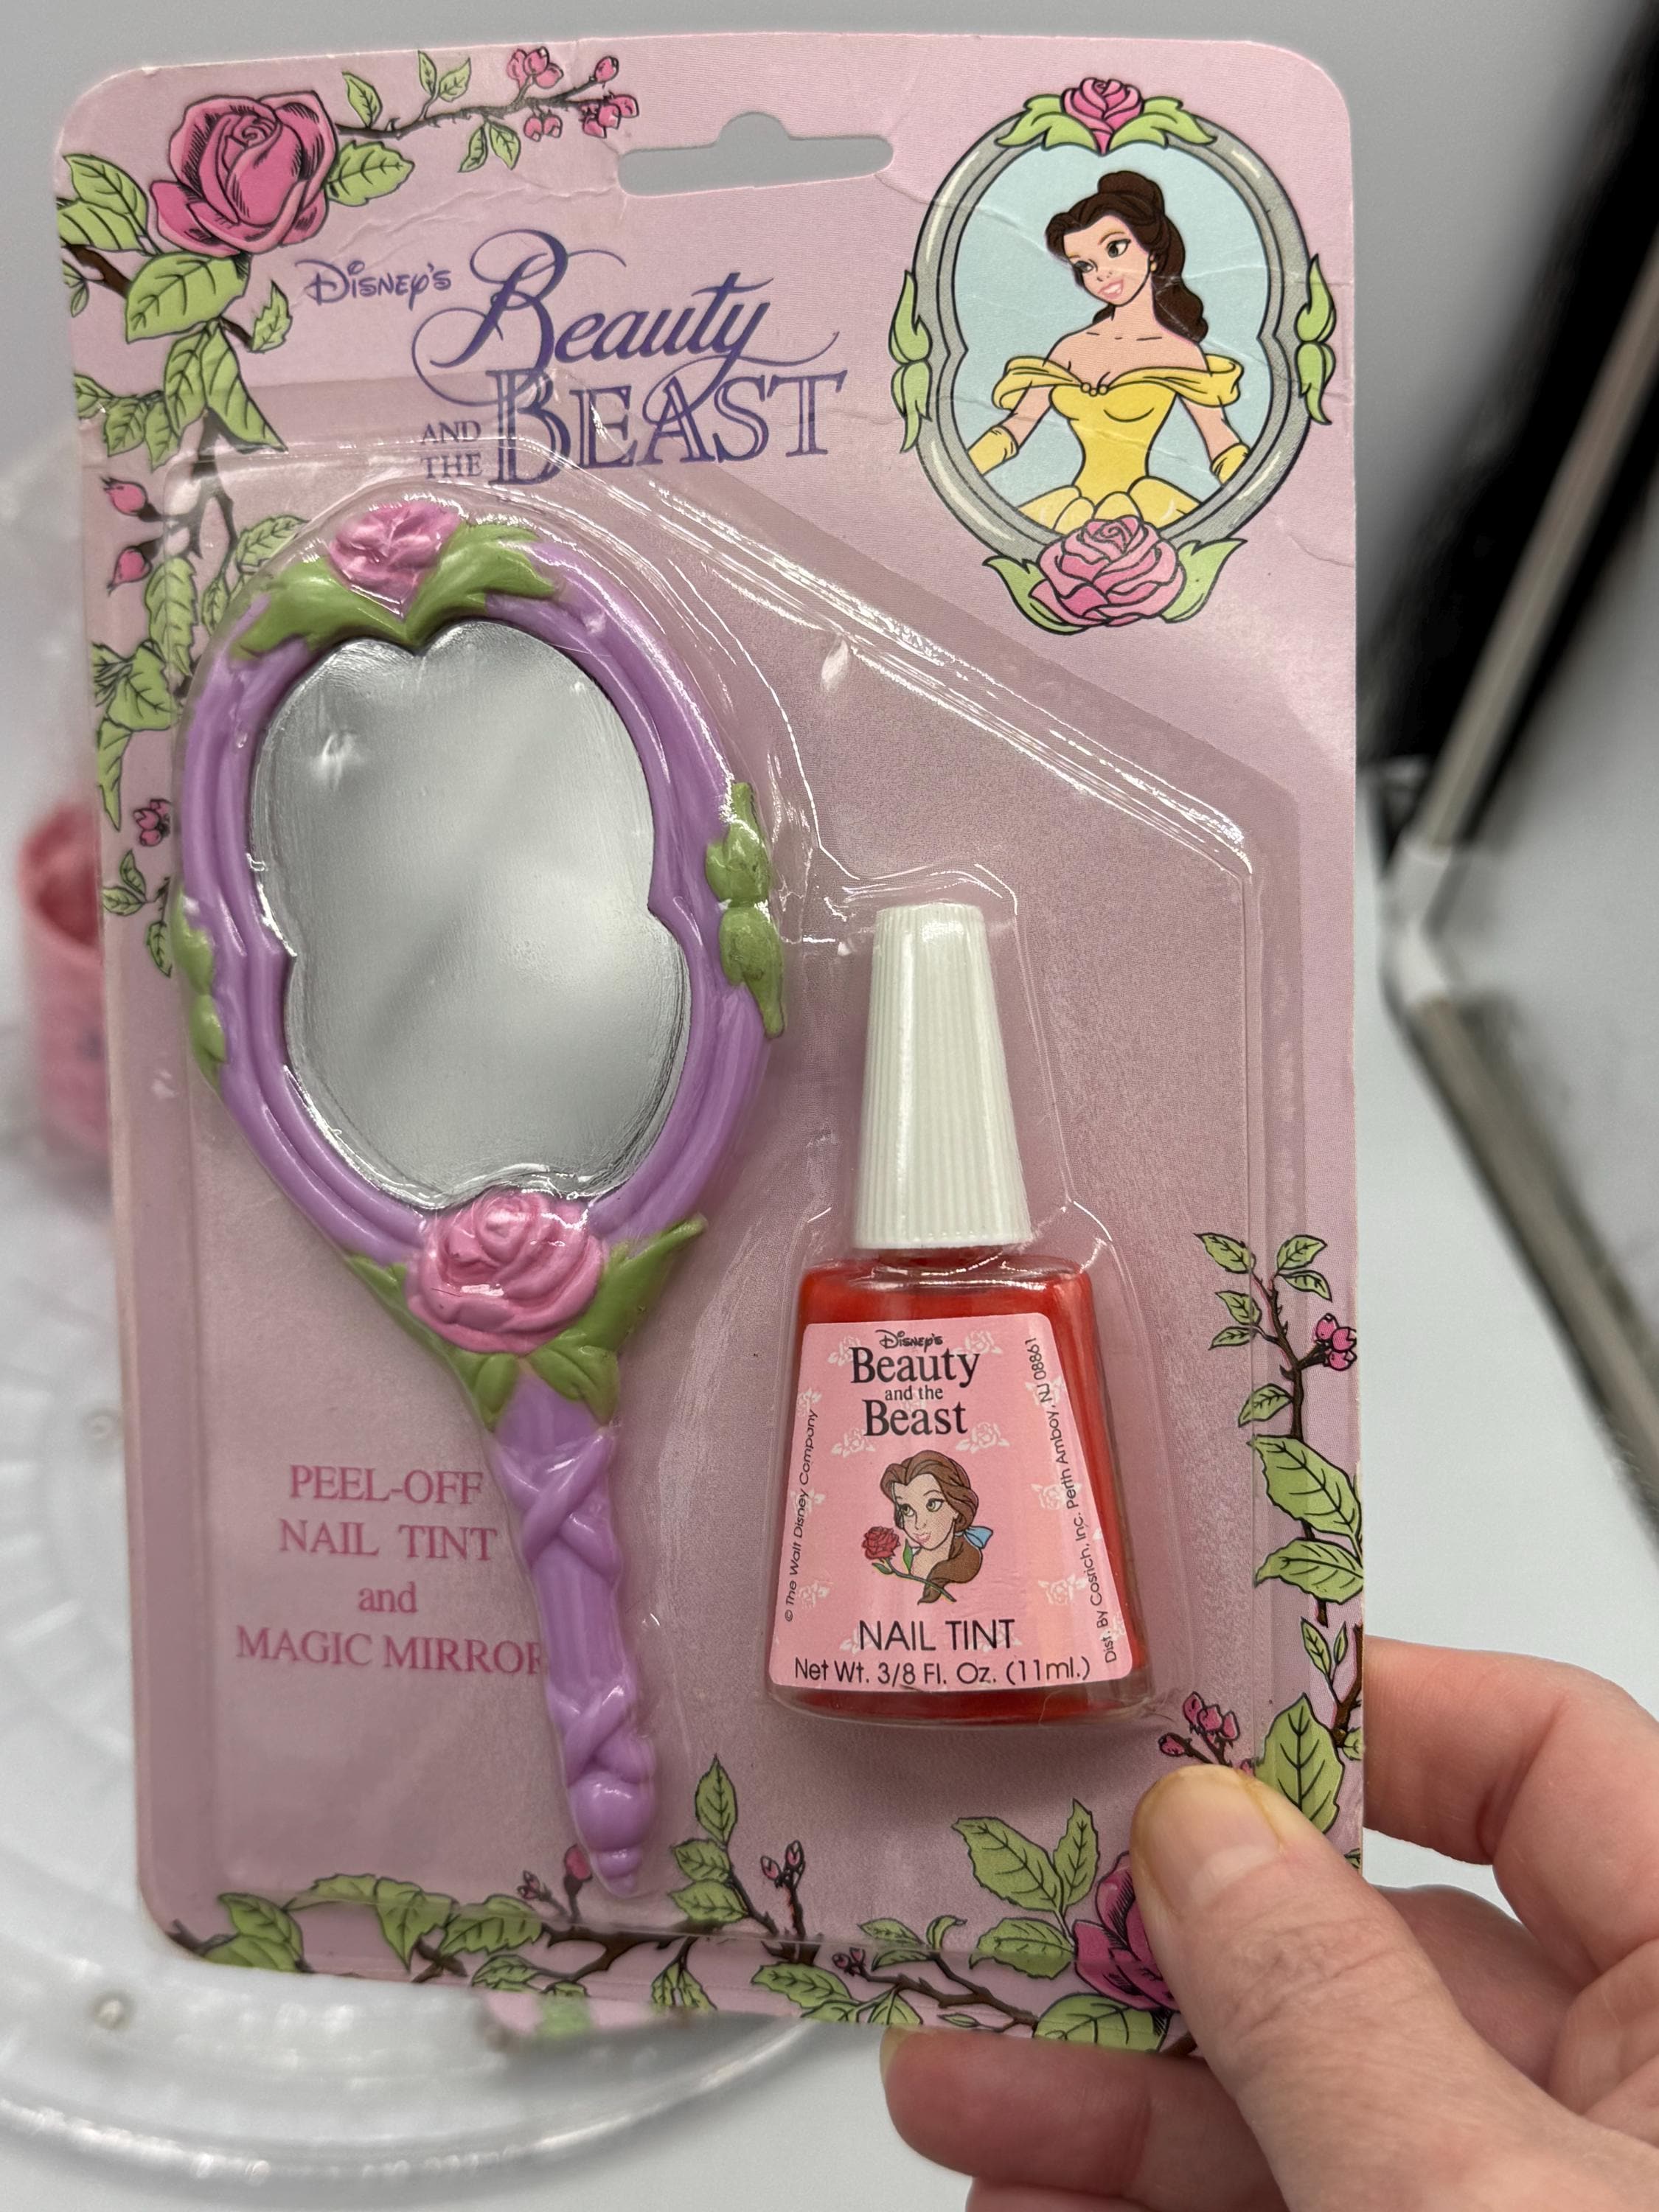 Disney's
Beauty
AND THE BEAST
PEEL-OFF
NAIL TINT
and
MAGIC MIRROR
Disney's
Beauty
and the
Beast
© The Walt Disney Company
Dist. By Cosrich, Inc. Perth Amboy, NJ 08861
NAIL TINT
Net Wt. 3/8 Fl. Oz. (11ml.)